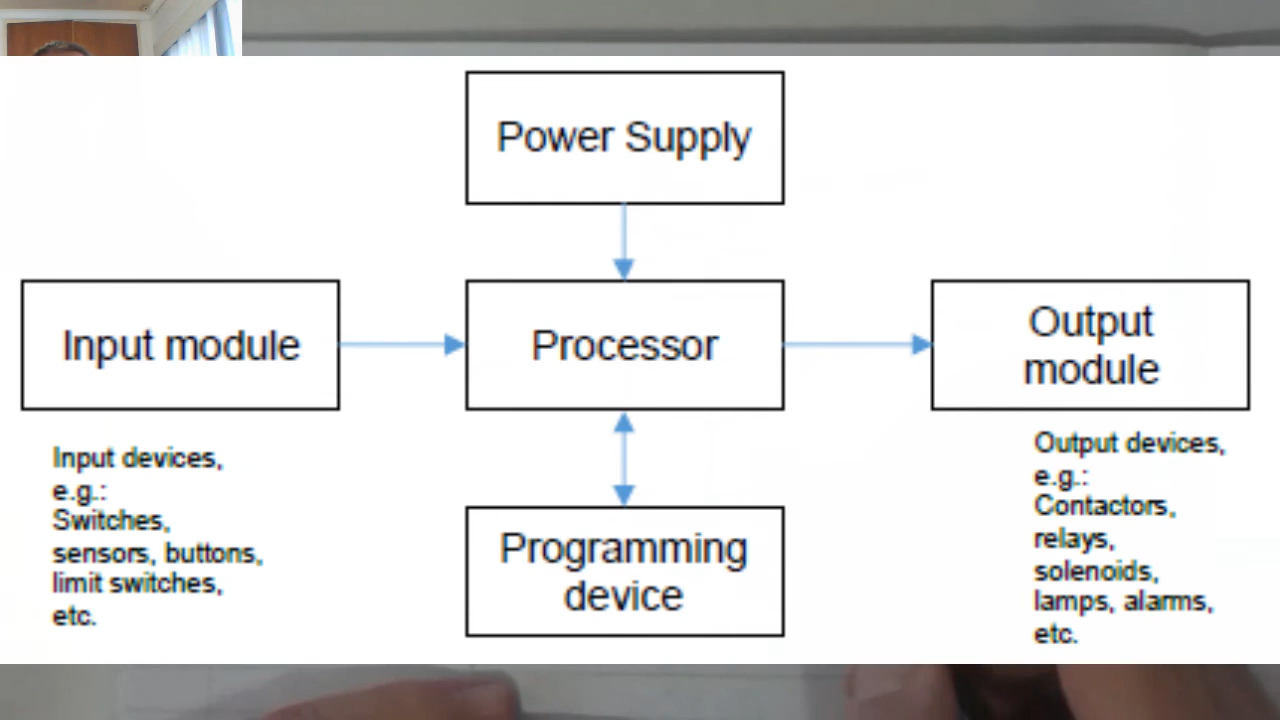 Power Supply
Input module
Processor
Output
module
Input devices,
e.g.:
Switches,
sensors, buttons,
limit switches,
etc.
Programming
device
Output devices,
e.g.:
Contactors,
relays,
solenoids,
lamps, alarms,
etc.